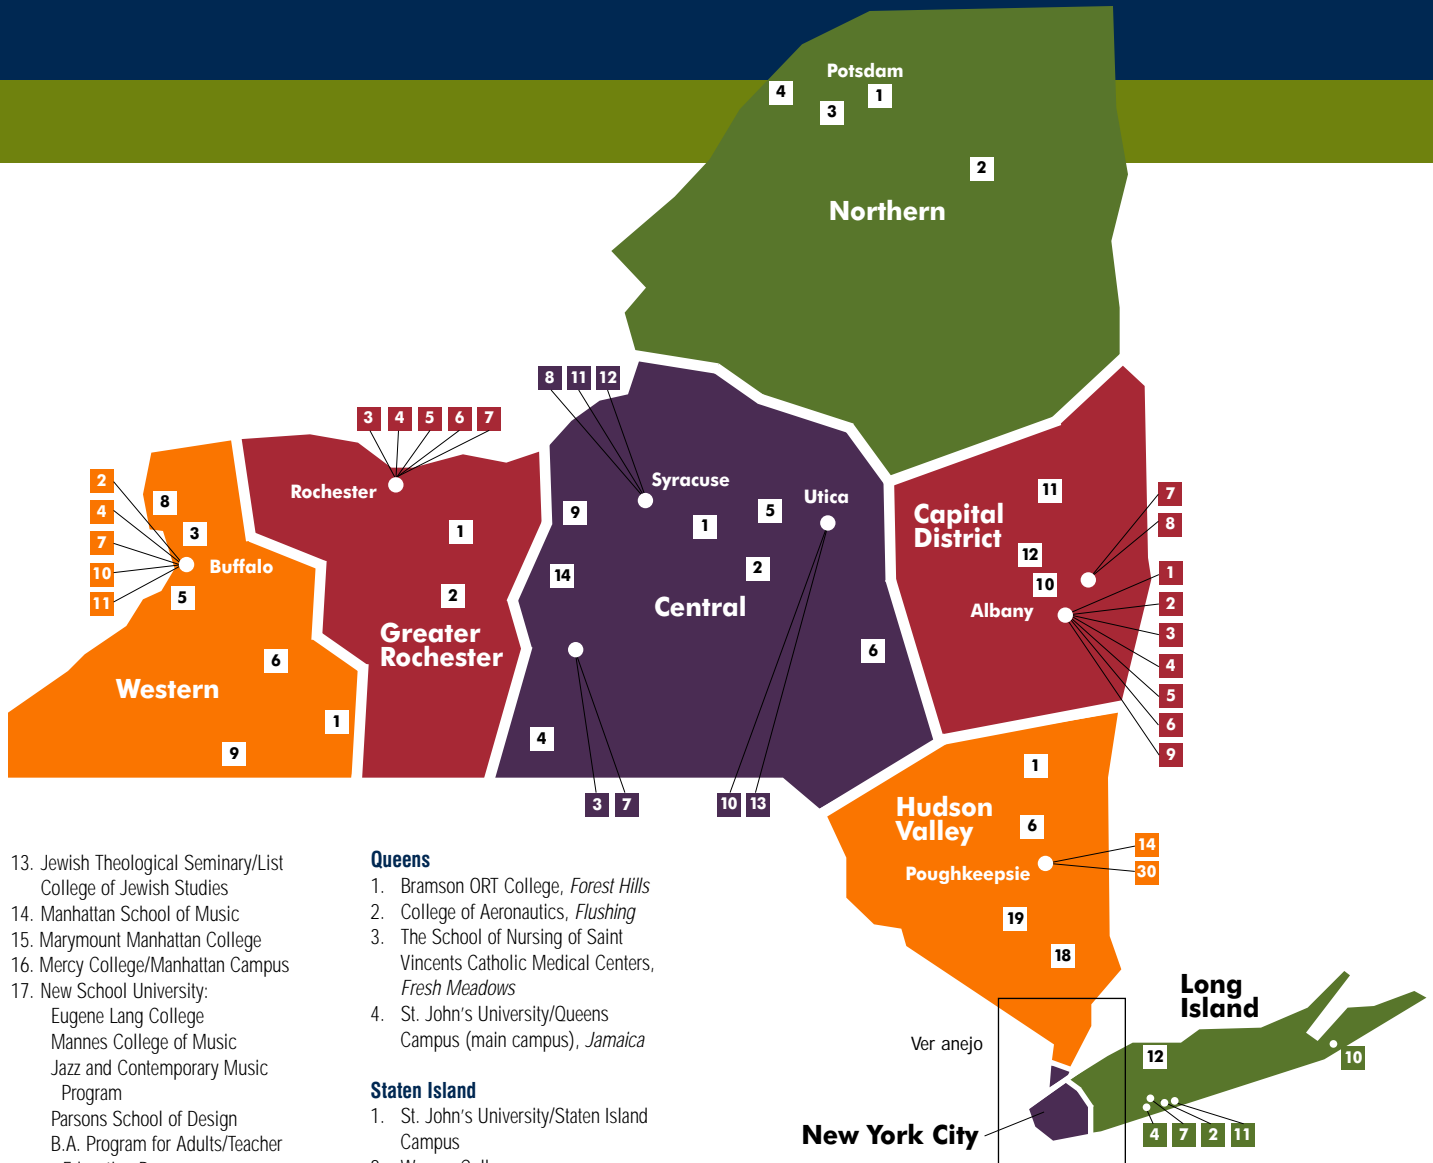 Potsdam
4
3
1
2
Northern
8 11 12
3 4 5 6 7
Rochester
1
2
Greater
Rochester
2
4
7
10
11
8
3
Buffalo
5
6
Western
1
9
Syracuse
Utica
9
1
5
14
2
Central
6
4
3 7
10 13
11
Capital
District
12
10
Albany
7
8
1
2
3
4
5
6
9
1
Hudson
Valley
6
Poughkeepsie
14
30
19
18
Long
Island
Ver anejo
12
10
New York City
4 7 2 11
13. Jewish Theological Seminary/List
College of Jewish Studies
14. Manhattan School of Music
15. Marymount Manhattan College
16. Mercy College/Manhattan Campus
17. New School University:
Eugene Lang College
Mannes College of Music
Jazz and Contemporary Music
Program
Parsons School of Design
B.A. Program for Adults/Teacher
Queens
1. Bramson ORT College, Forest Hills
2. College of Aeronautics, Flushing
3. The School of Nursing of Saint
Vincents Catholic Medical Centers,
Fresh Meadows
4. St. John's University/Queens
Campus (main campus), Jamaica
Staten Island
1. St. John's University/Staten Island
Campus